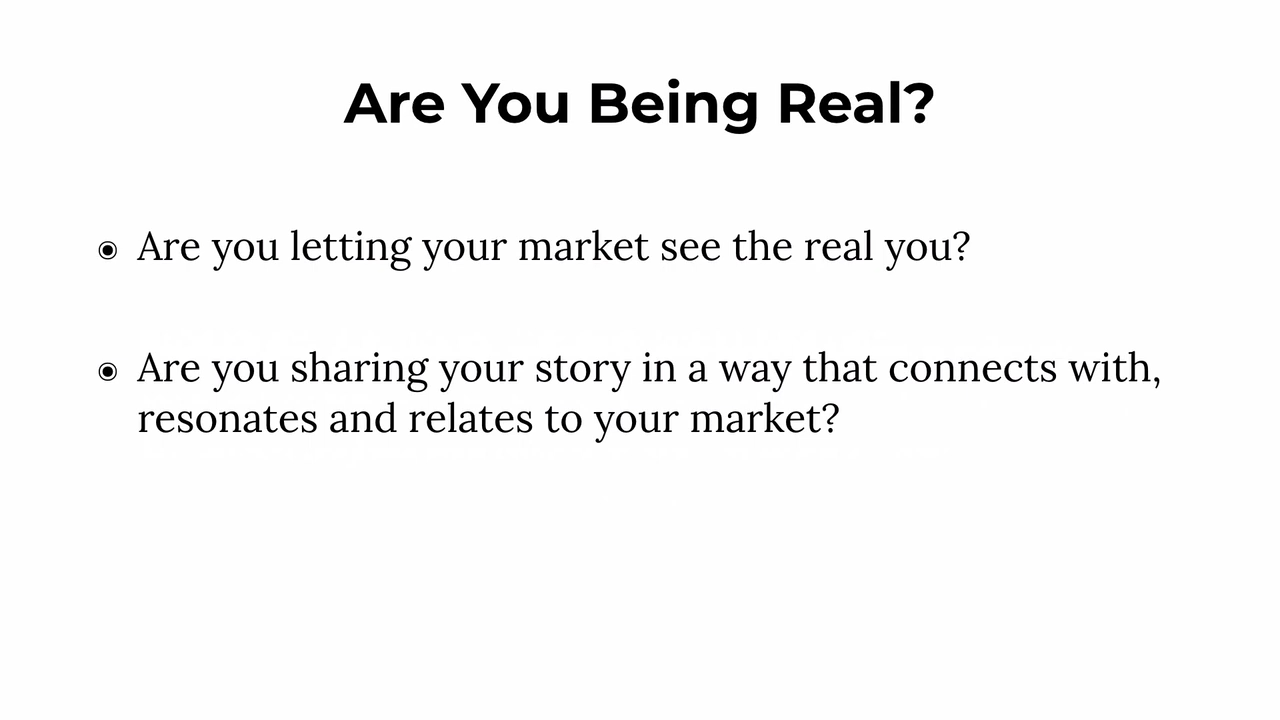 Are You Being Real?
◉ Are you letting your market see the real you?
◉ Are you sharing your story in a way that connects with,
resonates and relates to your market?